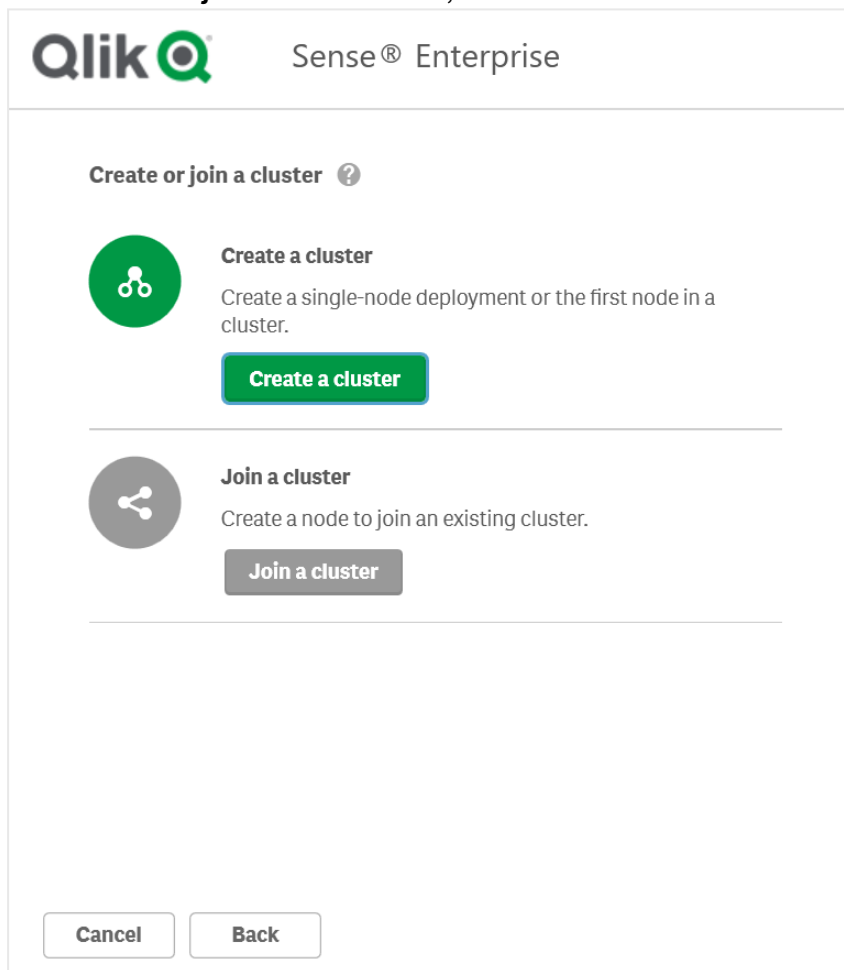 Qlik
Sense® Enterprise
Create or join a cluster ?
Create a cluster
Create a single-node deployment or the first node in a
cluster.
Create a cluster
Join a cluster
Create a node to join an existing cluster.
Join a cluster
Cancel
Back